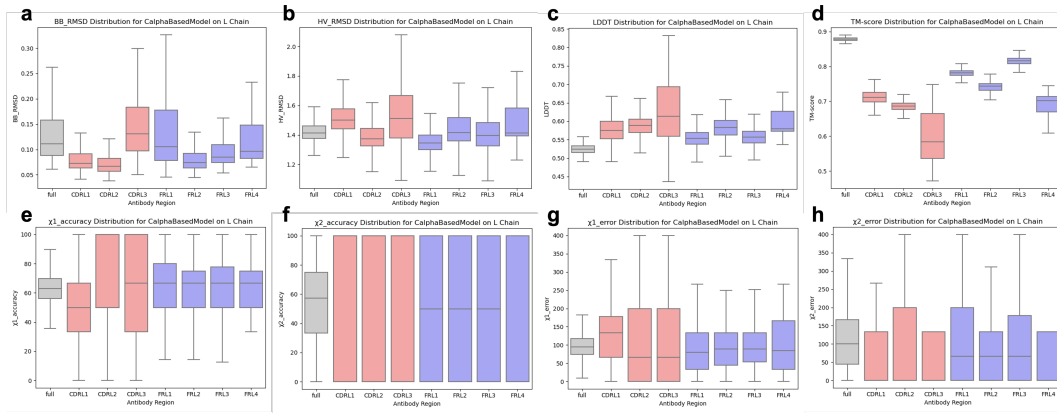 a
BB_RMSD Distribution for CalphaBasedModel on L Chain
BB_RMSD
0.30
0.25
0.20
0.15
0.10
0.05
full CDRL1 CDRL2 CDRL3 FRL1 FRL2 FRL3 FRL4
Antibody Region
b
HV_RMSD Distribution for CalphaBasedModel on L Chain
HV_RMSD
2.0
1.8
1.6
1.4
1.2
full CDRL1 CDRL2 CDRL3 FRL1 FRL2 FRL3 FRL4
Antibody Region
c
LDDT Distribution for CalphaBasedModel on L Chain
LDDT
0.85
0.80
0.75
0.70
0.65
0.60
0.55
0.50
0.45
full CDRL1 CDRL2 CDRL3 FRL1 FRL2 FRL3 FRL4
Antibody Region
d
TM-score Distribution for CalphaBasedModel on L Chain
TM-score
0.9
0.8
0.7
0.6
0.5
full CDRL1 CDRL2 CDRL3 FRL1 FRL2 FRL3 FRL4
Antibody Region
e
χ1_accuracy Distribution for CalphaBasedModel on L Chain
χ1_accuracy
100
80
60
40
20
0
full CDRL1 CDRL2 CDRL3 FRL1 FRL2 FRL3 FRL4
Antibody Region
f
χ2_accuracy Distribution for CalphaBasedModel on L Chain
χ2_accuracy
100
80
60
40
20
0
full CDRL1 CDRL2 CDRL3 FRL1 FRL2 FRL3 FRL4
Antibody Region
g
χ1_error Distribution for CalphaBasedModel on L Chain
χ1_error
400
350
300
250
200
150
100
50
0
full CDRL1 CDRL2 CDRL3 FRL1 FRL2 FRL3 FRL4
Antibody Region
h
χ2_error Distribution for CalphaBasedModel on L Chain
χ2_error
400
350
300
250
200
150
100
50
0
full CDRL1 CDRL2 CDRL3 FRL1 FRL2 FRL3 FRL4
Antibody Region